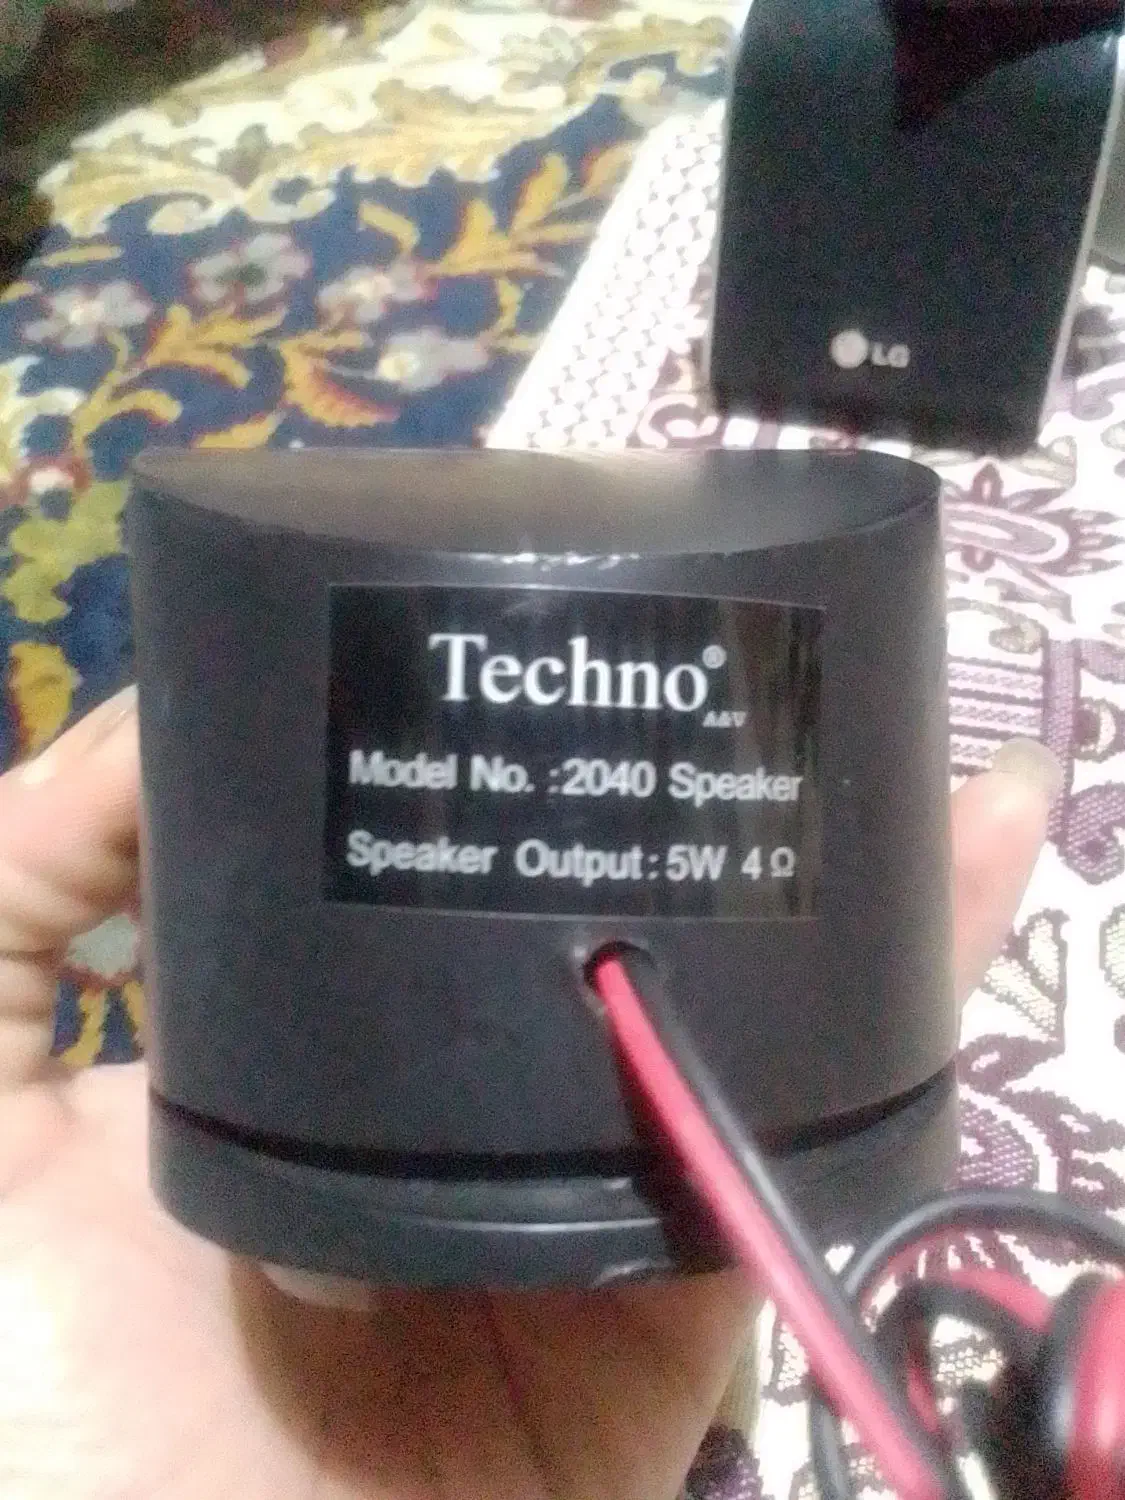 LG
Techno®
A&V
Model No. :2040 Speaker
Speaker Output: 5W 4Ω